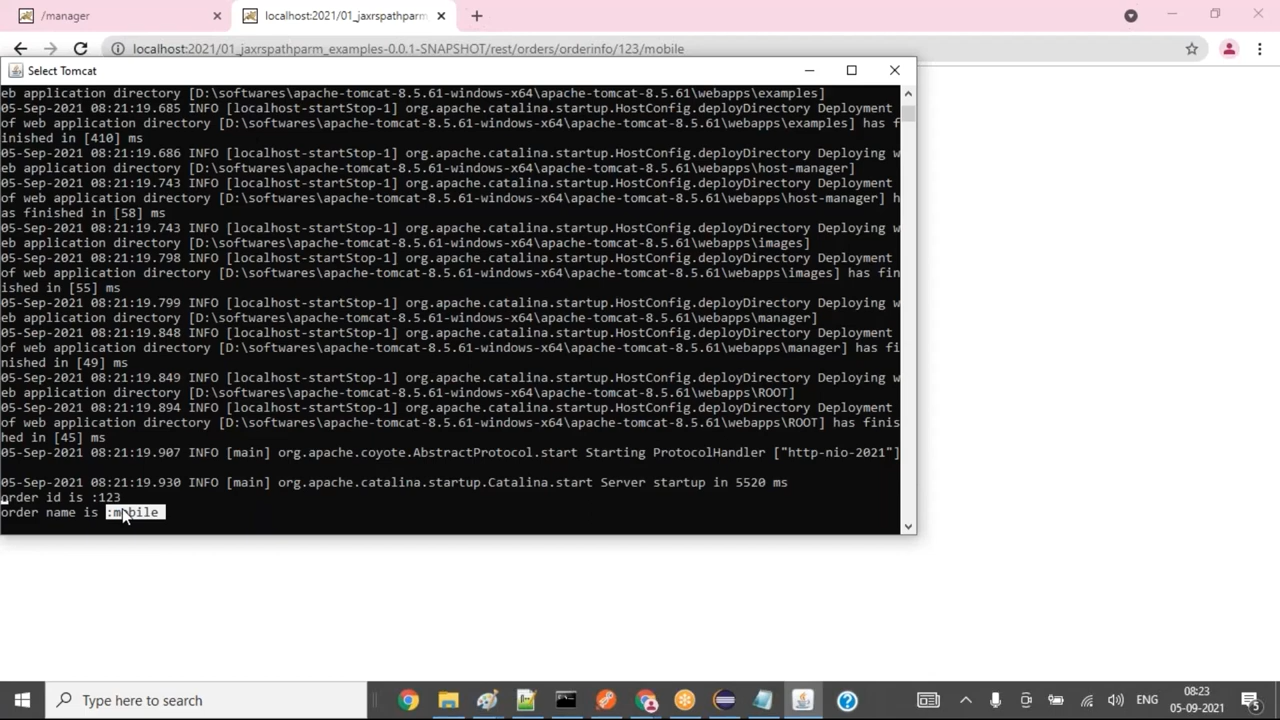 /manager
localhost:2021/01_jaxrspathparm
localhost:2021/01_jaxrspathparm_examples-0.0.1-SNAPSHOT/rest/orders/orderinfo/123/mobile
Select Tomcat
eb application directory [D:\softwares\apache-tomcat-8.5.61-windows-x64\apache-tomcat-8.5.61\webapps\examples]
05-Sep-2021 08:21:19.685 INFO [localhost-startStop-1] org.apache.catalina.startup.HostConfig.deployDirectory Deployment
of web application directory [D:\softwares\apache-tomcat-8.5.61-windows-x64\apache-tomcat-8.5.61\webapps\examples] has f
inished in [410] ms
05-Sep-2021 08:21:19.686 INFO [localhost-startStop-1] org.apache.catalina.startup.HostConfig.deployDirectory Deploying w
eb application directory [D:\softwares\apache-tomcat-8.5.61-windows-x64\apache-tomcat-8.5.61\webapps\host-manager]
05-Sep-2021 08:21:19.743 INFO [localhost-startStop-1] org.apache.catalina.startup.HostConfig.deployDirectory Deployment
of web application directory [D:\softwares\apache-tomcat-8.5.61-windows-x64\apache-tomcat-8.5.61\webapps\host-manager] h
as finished in [58] ms
05-Sep-2021 08:21:19.743 INFO [localhost-startStop-1] org.apache.catalina.startup.HostConfig.deployDirectory Deploying w
eb application directory [D:\softwares\apache-tomcat-8.5.61-windows-x64\apache-tomcat-8.5.61\webapps\images]
05-Sep-2021 08:21:19.798 INFO [localhost-startStop-1] org.apache.catalina.startup.HostConfig.deployDirectory Deployment
of web application directory [D:\softwares\apache-tomcat-8.5.61-windows-x64\apache-tomcat-8.5.61\webapps\images] has fin
ished in [55] ms
05-Sep-2021 08:21:19.799 INFO [localhost-startStop-1] org.apache.catalina.startup.HostConfig.deployDirectory Deploying w
eb application directory [D:\softwares\apache-tomcat-8.5.61-windows-x64\apache-tomcat-8.5.61\webapps\manager]
05-Sep-2021 08:21:19.848 INFO [localhost-startStop-1] org.apache.catalina.startup.HostConfig.deployDirectory Deployment
of web application directory [D:\softwares\apache-tomcat-8.5.61-windows-x64\apache-tomcat-8.5.61\webapps\manager] has fi
nished in [49] ms
05-Sep-2021 08:21:19.849 INFO [localhost-startStop-1] org.apache.catalina.startup.HostConfig.deployDirectory Deploying w
eb application directory [D:\softwares\apache-tomcat-8.5.61-windows-x64\apache-tomcat-8.5.61\webapps\ROOT]
05-Sep-2021 08:21:19.894 INFO [localhost-startStop-1] org.apache.catalina.startup.HostConfig.deployDirectory Deployment
of web application directory [D:\softwares\apache-tomcat-8.5.61-windows-x64\apache-tomcat-8.5.61\webapps\ROOT] has finis
hed in [45] ms
05-Sep-2021 08:21:19.907 INFO [main] org.apache.coyote.AbstractProtocol.start Starting ProtocolHandler ["http-nio-2021"]
05-Sep-2021 08:21:19.930 INFO [main] org.apache.catalina.startup.Catalina.start Server startup in 5520 ms
order id is :123
order name is :mobile
Type here to search
ENG
08:23
05-09-2021
5